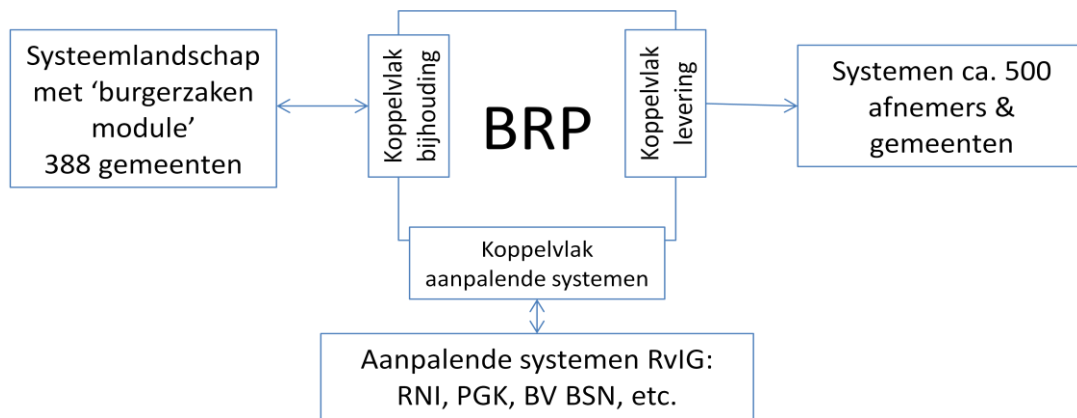 Systeemlandschap
met ‘burgerzaken
module’
388 gemeenten
Koppelvlak
bijhouding
BRP
Koppelvlak
levering
Systemen ca. 500
afnemers &
gemeenten
Koppelvlak
aanpalende systemen
Aanpalende systemen RvIG:
RNI, PGK, BV BSN, etc.